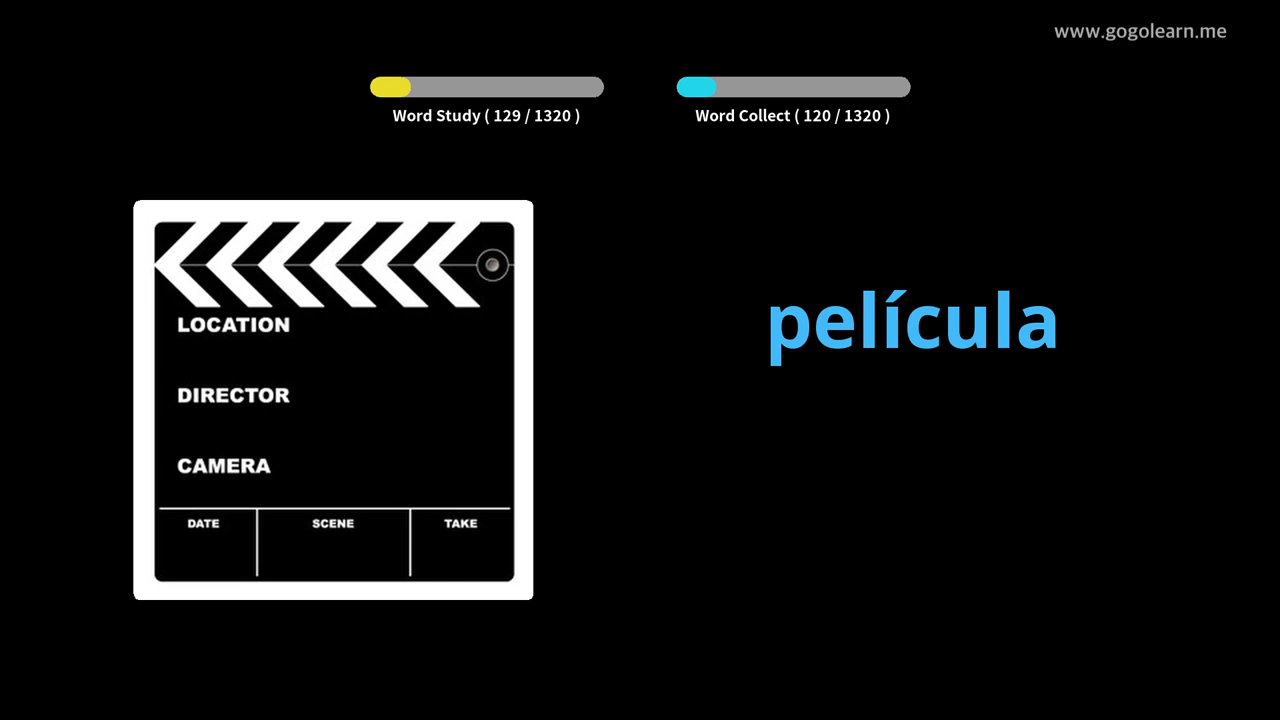 www.gogolearn.me
Word Study ( 129 / 1320 )
Word Collect ( 120 / 1320 )
LOCATION
DIRECTOR
CAMERA
DATE
SCENE
TAKE
película